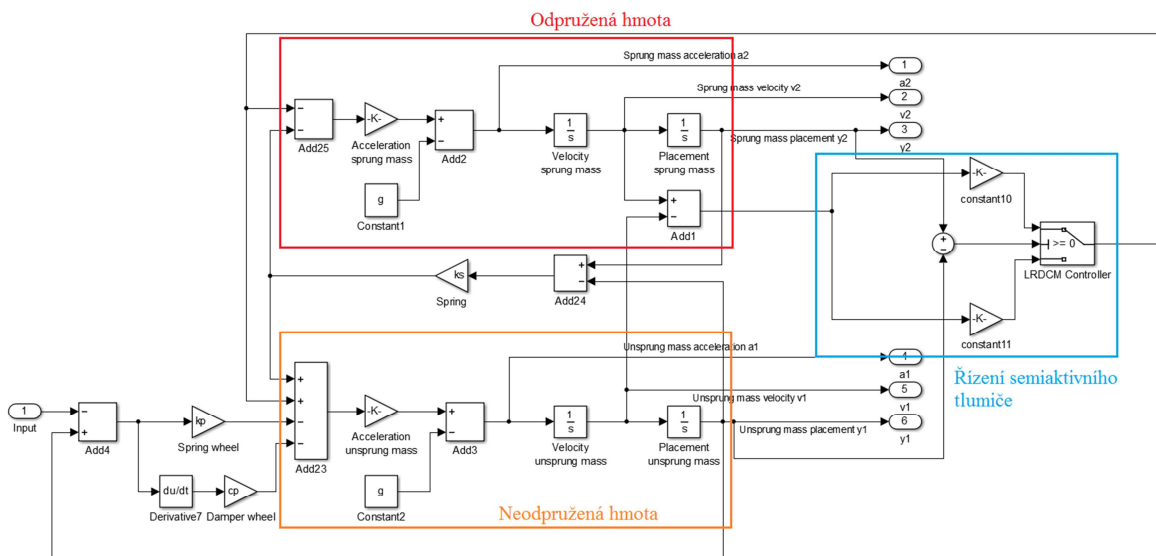 Odpružená hmota
Sprung mass acceleration a2
1
a2
Sprung mass velocity v2
2
v2
-K-
+
1
s
1
s
Sprung mass placement y2
3
y2
Add25
Acceleration
sprung mass
Add2
Velocity
sprung mass
Placement
sprung mass
g
Constant1
+
Add1
-K-
constant10
+
>= 0
LRDCM Controller
ks
Spring
+
Add24
-K-
constant11
Unsprung mass acceleration a1
4
a1
Řízení semiaktivního
tlumiče
1
Input
+
Add4
kp
Spring wheel
+
+
Add23
-K-
Acceleration
unsprung mass
+
Add3
1
s
Velocity
unsprung mass
1
s
Placement
unsprung mass
Unsprung mass velocity v1
5
v1
Unsprung mass placement y1
6
y1
du/dt
Derivative7
cp
Damper wheel
g
Constant2
Neodpružená hmota